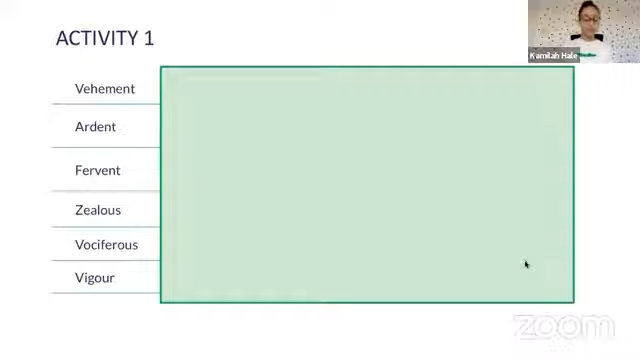 ACTIVITY 1
Kamilah Hale
Vehement
Ardent
Fervent
Zealous
Vociferous
Vigour
zoom